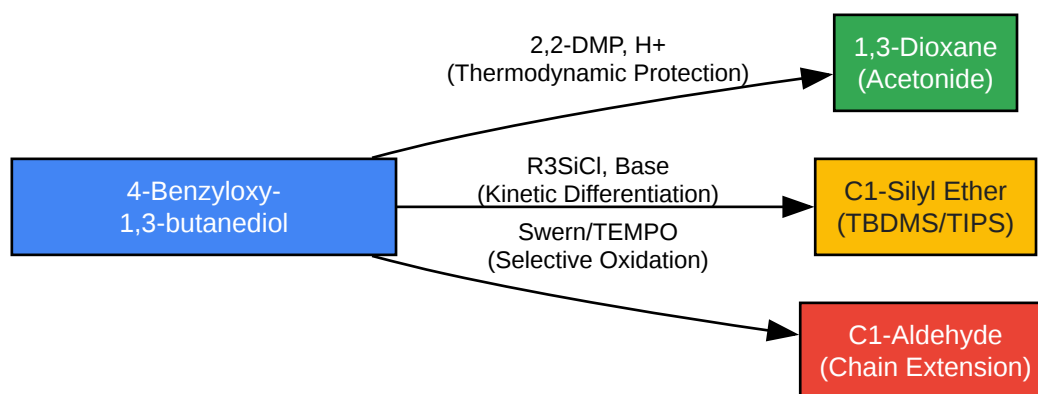 2,2-DMP, H+
(Thermodynamic Protection)
1,3-Dioxane
(Acetonide)
4-Benzyloxy-
1,3-butanediol
R3SiCl, Base
(Kinetic Differentiation)
C1-Silyl Ether
(TBDMS/TIPS)
Swern/TEMPO
(Selective Oxidation)
C1-Aldehyde
(Chain Extension)